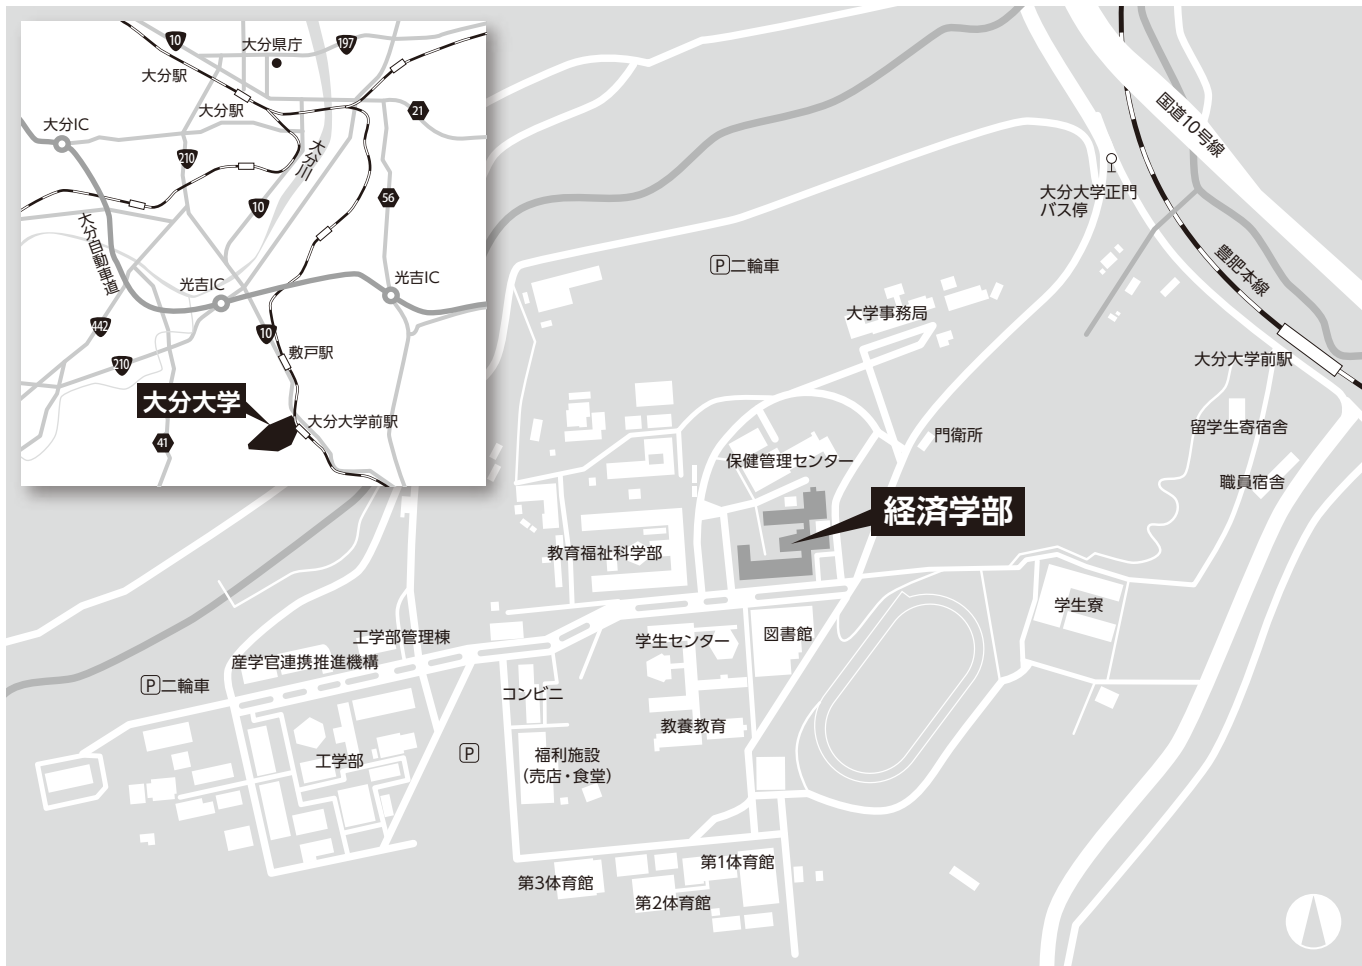 10
大分県庁
197
大分駅
大分駅
21
大分IC
大分川
210
56
10
大分自動車道
光吉IC
光吉IC
442
10
敷戸駅
210
大分大学
大分大学前駅
41
国道10号線
大分大学正門
バス停
豊肥本線
P二輪車
大学事務局
大分大学前駅
門衛所
留学生寄宿舎
保健管理センター
職員宿舎
経済学部
教育福祉科学部
学生寮
工学部管理棟
学生センター
図書館
産学官連携推進機構
P二輪車
コンビニ
教養教育
工学部
P
福利施設
(売店・食堂)
第1体育館
第3体育館
第2体育館